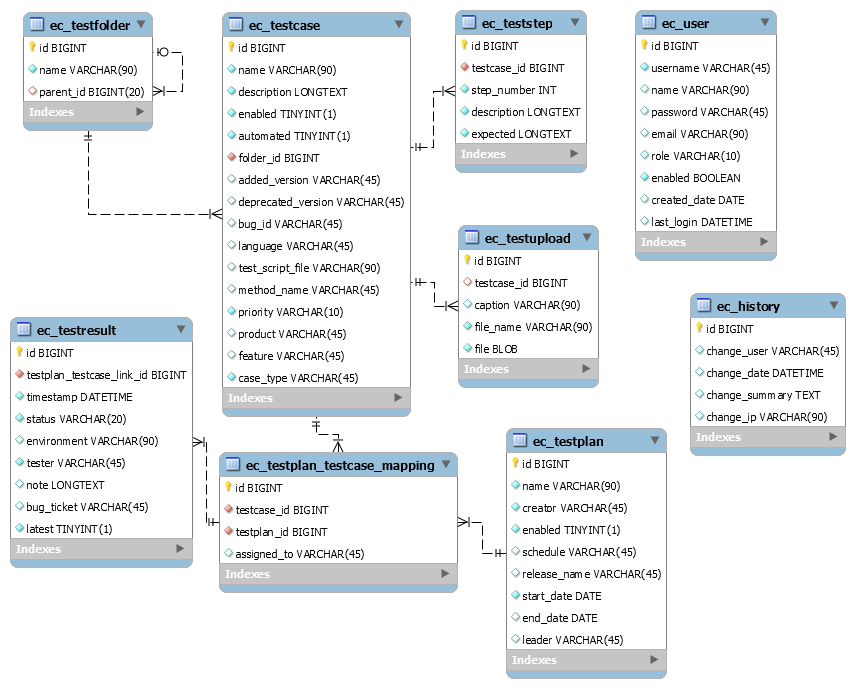 ec_testfolder
id BIGINT
name VARCHAR(90)
parent_id BIGINT(20)
Indexes
ec_testcase
id BIGINT
name VARCHAR(90)
description LONGTEXT
enabled TINYINT(1)
automated TINYINT(1)
folder_id BIGINT
added_version VARCHAR(45)
deprecated_version VARCHAR(45)
bug_id VARCHAR(45)
language VARCHAR(45)
test_script_file VARCHAR(90)
method_name VARCHAR(45)
priority VARCHAR(10)
product VARCHAR(45)
feature VARCHAR(45)
case_type VARCHAR(45)
Indexes
ec_teststep
id BIGINT
testcase_id BIGINT
step_number INT
description LONGTEXT
expected LONGTEXT
Indexes
ec_user
id BIGINT
username VARCHAR(45)
name VARCHAR(90)
password VARCHAR(45)
email VARCHAR(90)
role VARCHAR(10)
enabled BOOLEAN
created_date DATE
last_login DATETIME
Indexes
ec_testupload
id BIGINT
testcase_id BIGINT
caption VARCHAR(90)
file_name VARCHAR(90)
file BLOB
Indexes
ec_history
id BIGINT
change_user VARCHAR(45)
change_date DATETIME
change_summary TEXT
change_ip VARCHAR(90)
Indexes
ec_testresult
id BIGINT
testplan_testcase_link_id BIGINT
timestamp DATETIME
status VARCHAR(20)
environment VARCHAR(90)
tester VARCHAR(45)
note LONGTEXT
bug_ticket VARCHAR(45)
latest TINYINT(1)
Indexes
ec_testplan_testcase_mapping
id BIGINT
testcase_id BIGINT
testplan_id BIGINT
assigned_to VARCHAR(45)
Indexes
ec_testplan
id BIGINT
name VARCHAR(90)
creator VARCHAR(45)
enabled TINYINT(1)
schedule VARCHAR(45)
release_name VARCHAR(45)
start_date DATE
end_date DATE
leader VARCHAR(45)
Indexes